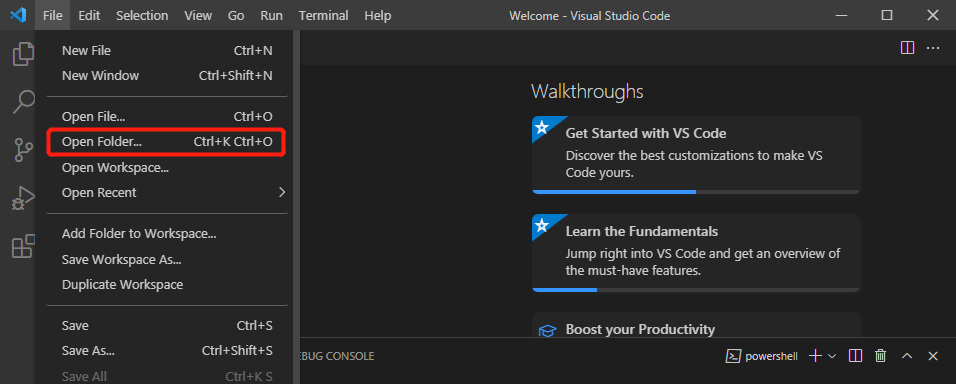 File Edit Selection View Go Run Terminal Help Welcome - Visual Studio Code
New File Ctrl+N
New Window Ctrl+Shift+N
Open File... Ctrl+O
Open Folder... Ctrl+K Ctrl+O
Open Workspace...
Open Recent
Add Folder to Workspace...
Save Workspace As...
Duplicate Workspace
Save Ctrl+S
Save As... Ctrl+Shift+S
Save All Ctrl+K S
Walkthroughs
Get Started with VS Code
Discover the best customizations to make VS
Code yours.
Learn the Fundamentals
Jump right into VS Code and get an overview of
the must-have features.
Boost your Productivity
EBUG CONSOLE
powershell